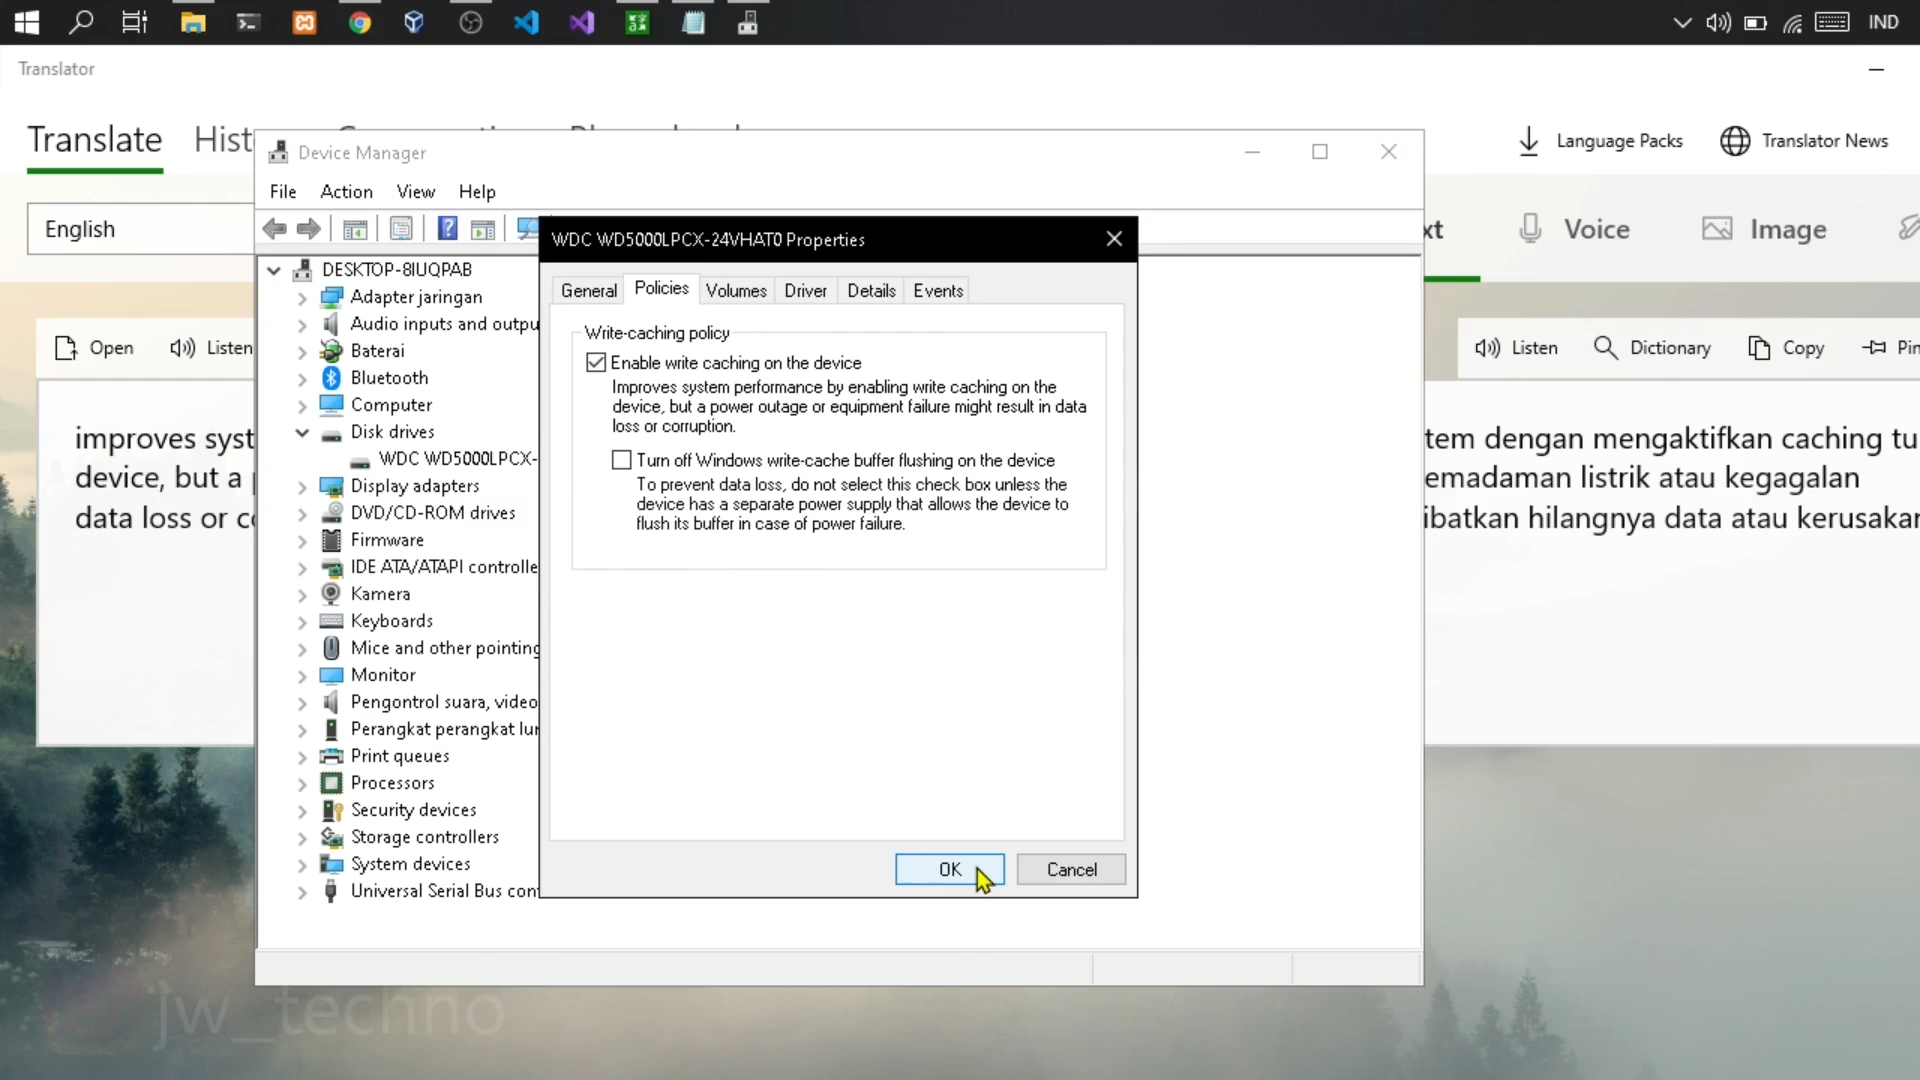 IND
Translator
Translate
Hist
Language Packs
Translator News
English
xt
Voice
Image
Open
Listen
Listen
Dictionary
Copy
Pin
improves syst
device, but a p
data loss or co
tem dengan mengaktifkan caching tu
emadaman listrik atau kegagalan
ibatkan hilangnya data atau kerusakan
Device Manager
File
Action
View
Help
DESKTOP-8IUQPAB
Adapter jaringan
Audio inputs and outpu
Baterai
Bluetooth
Computer
Disk drives
WDC WD5000LPCX-
Display adapters
DVD/CD-ROM drives
Firmware
IDE ATA/ATAPI controlle
Kamera
Keyboards
Mice and other pointing
Monitor
Pengontrol suara, video
Perangkat perangkat lun
Print queues
Processors
Security devices
Storage controllers
System devices
Universal Serial Bus con
WDC WD5000LPCX-24VHAT0 Properties
General
Policies
Volumes
Driver
Details
Events
Write-caching policy
Enable write caching on the device
Improves system performance by enabling write caching on the
device, but a power outage or equipment failure might result in data
loss or corruption.
Turn off Windows write-cache buffer flushing on the device
To prevent data loss, do not select this check box unless the
device has a separate power supply that allows the device to
flush its buffer in case of power failure.
OK
Cancel
jw_techno